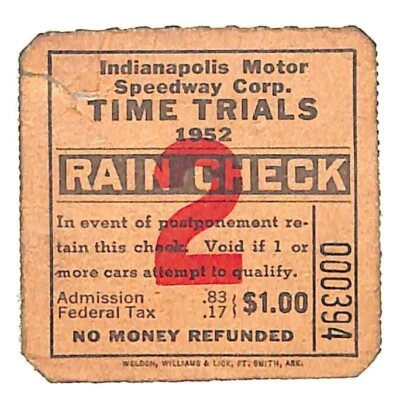 Indianapolis Motor
Speedway Corp.
TIME TRIALS
1952
RAIN CHECK
2
In event of postponement re-
tain this check. Void if 1 or
more cars attempt to qualify.
Admission .83
Federal Tax .17 } $1.00
NO MONEY REFUNDED
000394
WELDON, WILLIAMS & LICK, FT. SMITH, ARK.